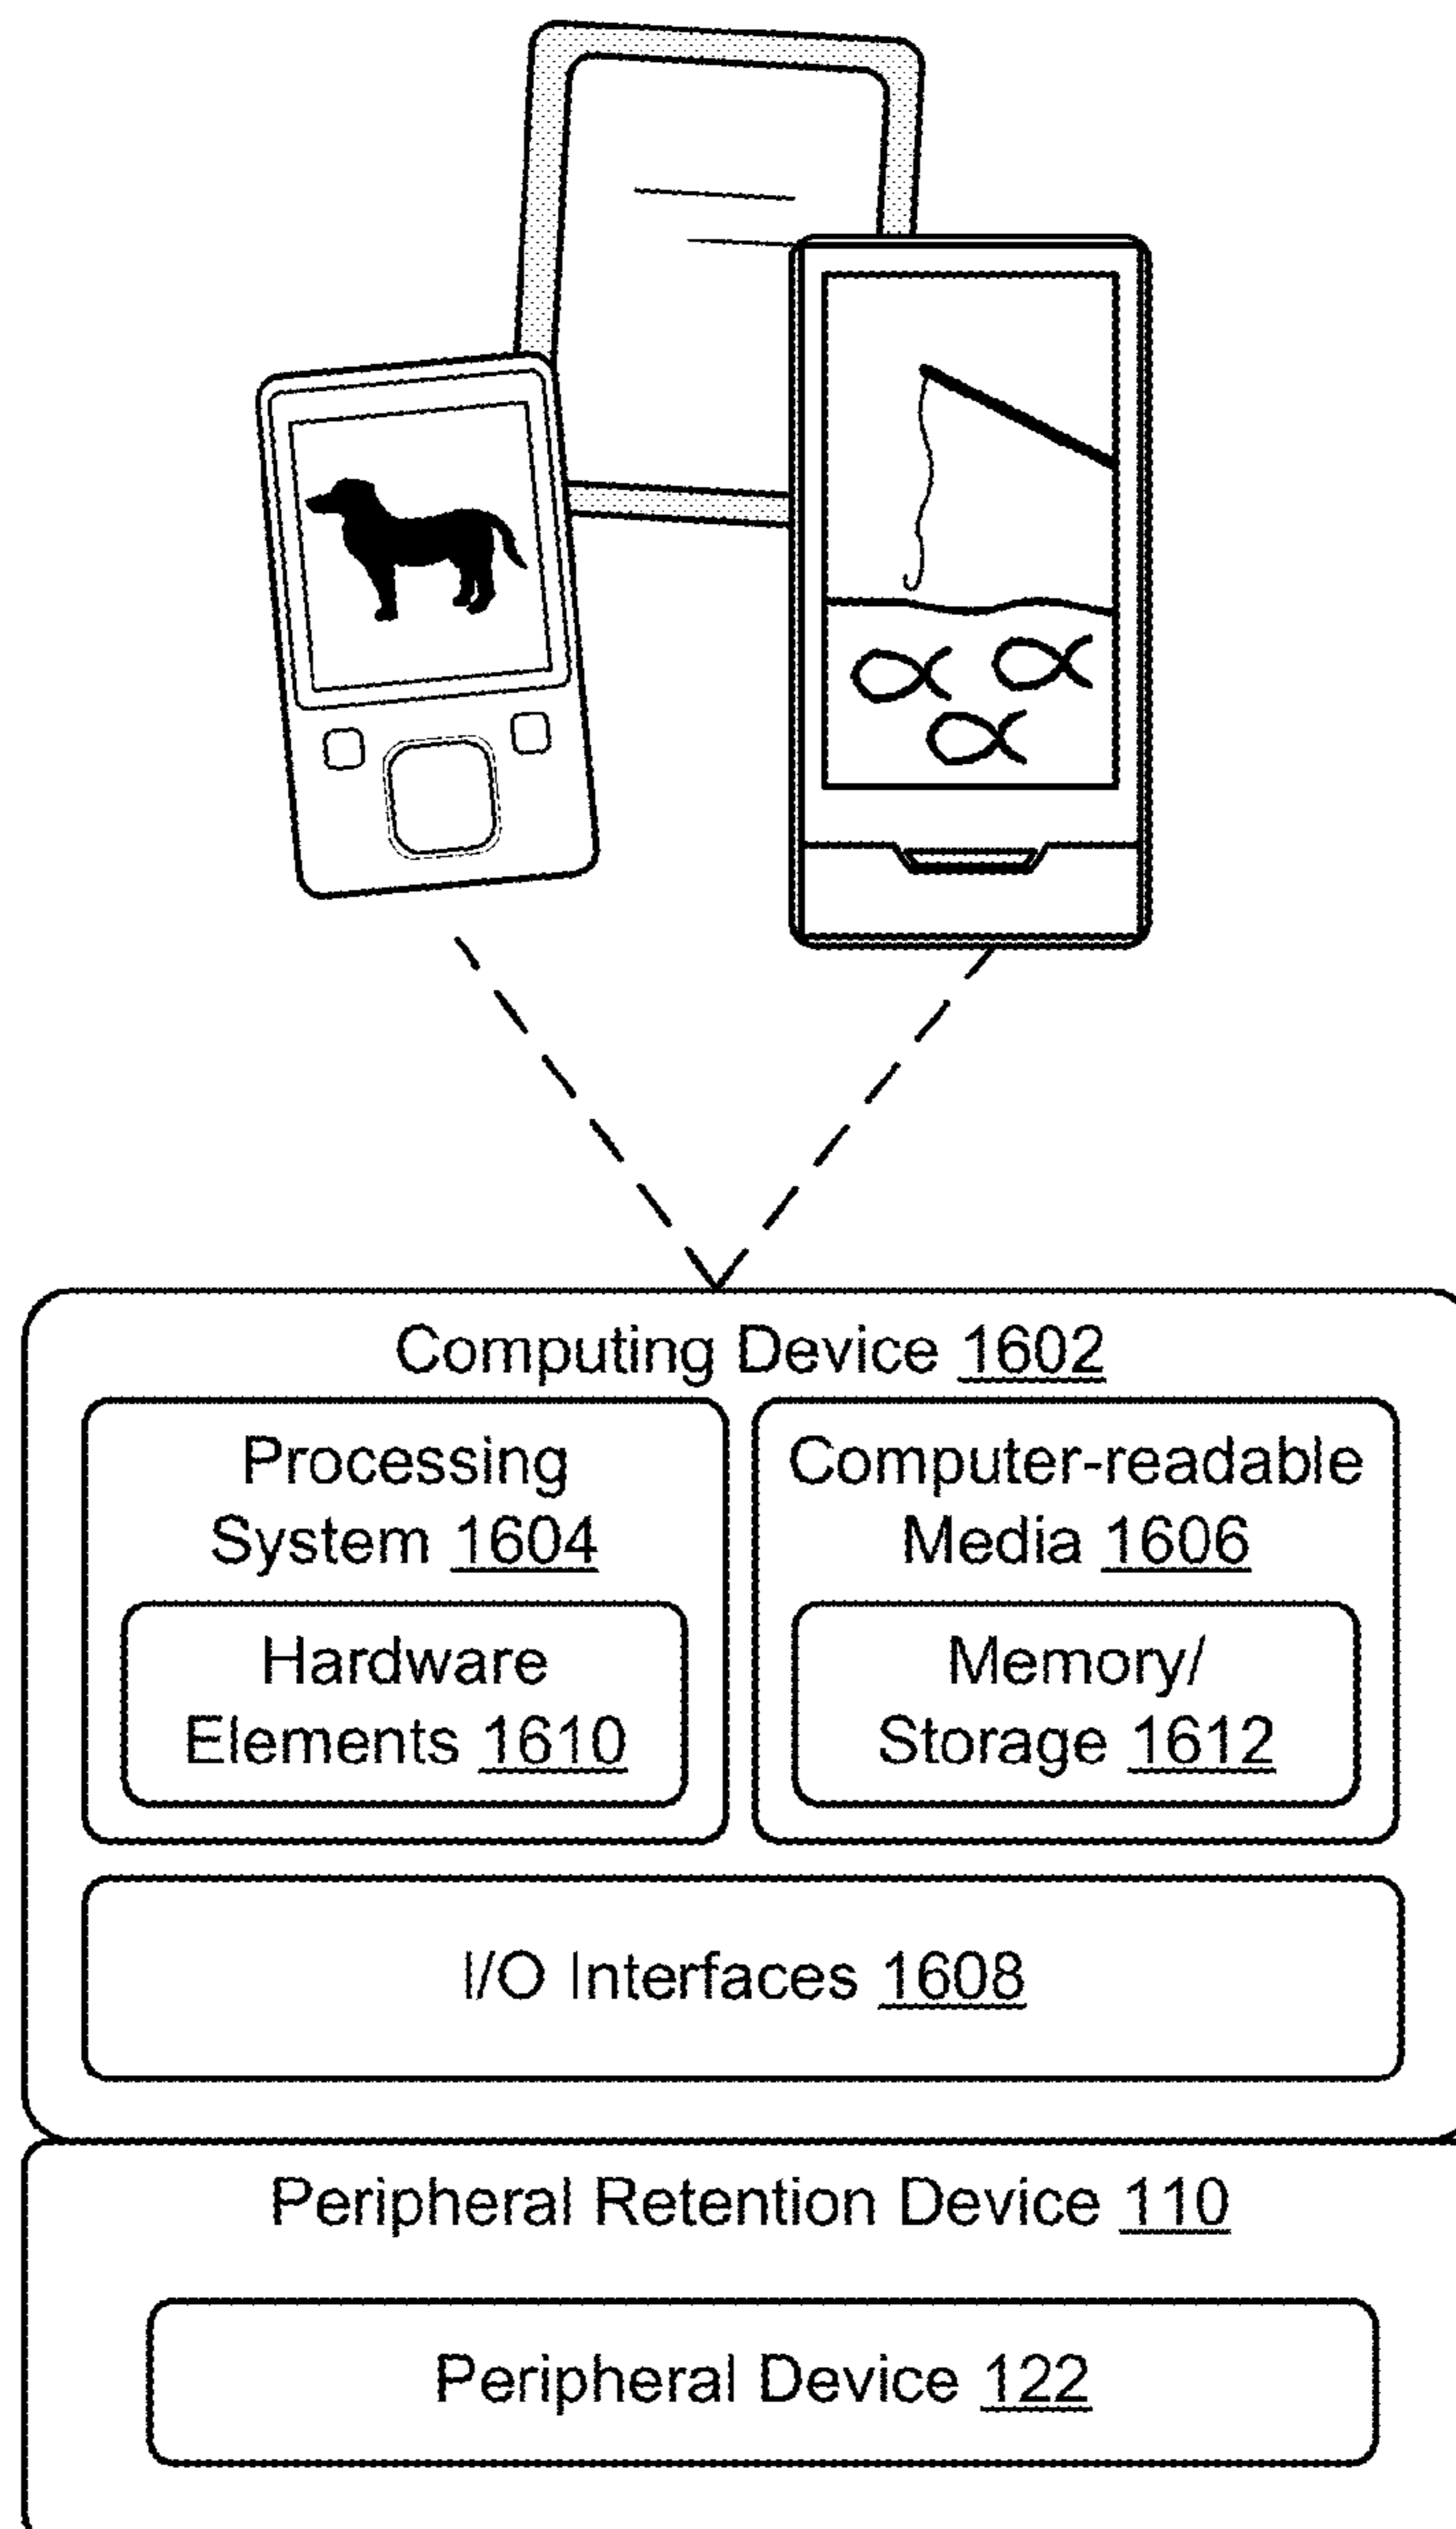 Computing Device 1602
Processing
System 1604
Hardware
Elements 1610
Computer-readable
Media 1606
Memory/
Storage 1612
I/O Interfaces 1608
Peripheral Retention Device 110
Peripheral Device 122